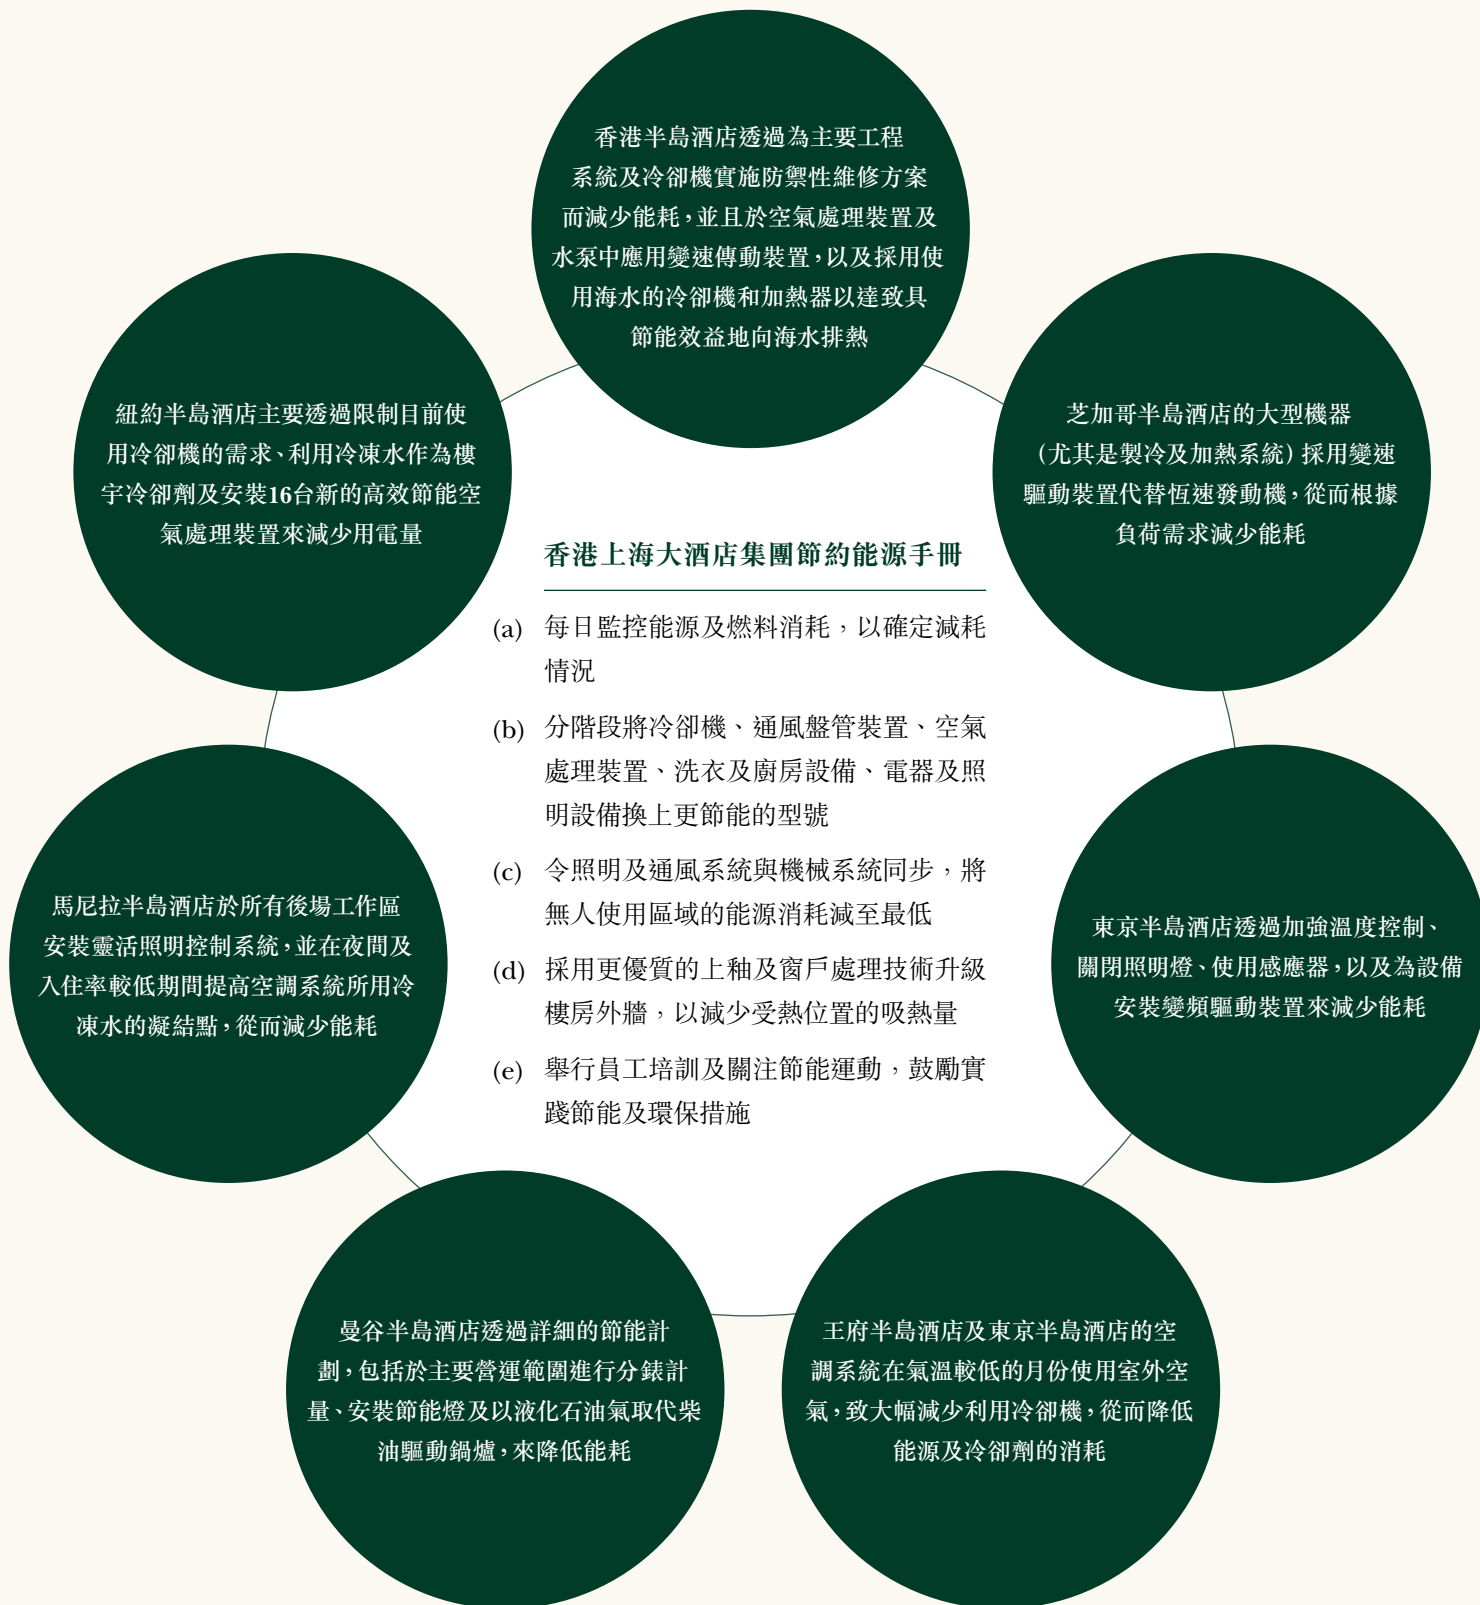 香港半島酒店透過為主要工程
系統及冷卻機實施防禦性維修方案
而減少能耗，並且於空氣處理裝置及
水泵中應用變速傳動裝置，以及採用使
用海水的冷卻機和加熱器以達致具
節能效益地向海水排熱
紐約半島酒店主要透過限制目前使
用冷卻機的需求、利用冷凍水作為樓
宇冷卻劑及安裝16台新的高效節能空
氣處理裝置來減少用電量
芝加哥半島酒店的大型機器
（尤其是製冷及加熱系統）採用變速
驅動裝置代替恆速發動機，從而根據
負荷需求減少能耗
香港上海大酒店集團節約能源手冊
(a) 每日監控能源及燃料消耗，以確定減耗
情況
(b) 分階段將冷卻機、通風盤管裝置、空氣
處理裝置、洗衣及廚房設備、電器及照
明設備換上更節能的型號
(c) 令照明及通風系統與機械系統同步，將
無人使用區域的能源消耗減至最低
(d) 採用更優質的上釉及窗戶處理技術升級
樓房外牆，以減少受熱位置的吸熱量
(e) 舉行員工培訓及關注節能運動，鼓勵實
踐節能及環保措施
馬尼拉半島酒店於所有後場工作區
安裝靈活照明控制系統，並在夜間及
入住率較低期間提高空調系統所用冷
凍水的凝結點，從而減少能耗
東京半島酒店透過加強溫度控制、
關閉照明燈、使用感應器，以及為設備
安裝變頻驅動裝置來減少能耗
曼谷半島酒店透過詳細的節能計
劃，包括於主要營運範圍進行分錶計
量、安裝節能燈及以液化石油氣取代柴
油驅動鍋爐，來降低能耗
王府半島酒店及東京半島酒店的空
調系統在氣溫較低的月份使用室外空
氣，致大幅減少利用冷卻機，從而降低
能源及冷卻劑的消耗